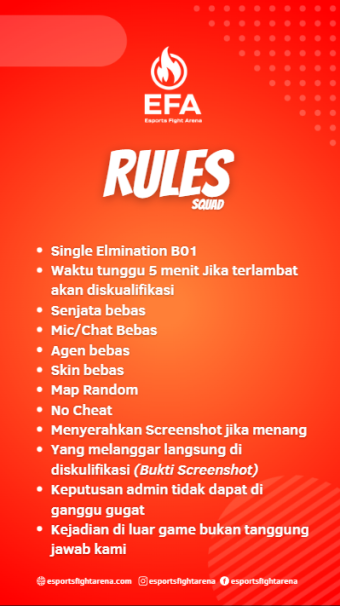 EFA
Esports Fight Arena
RULES
SQUAD
• Single Elmination B01
• Waktu tunggu 5 menit Jika terlambat
akan diskualifikasi
• Senjata bebas
• Mic/Chat Bebas
• Agen bebas
• Skin bebas
• Map Random
• No Cheat
• Menyerahkan Screenshot jika menang
• Yang melanggar langsung di
diskulifikasi (Bukti Screenshot)
• Keputusan admin tidak dapat di
ganggu gugat
• Kejadian di luar game bukan tanggung
jawab kami
esportsfightarena.com esportsfightarena esportsfightarena